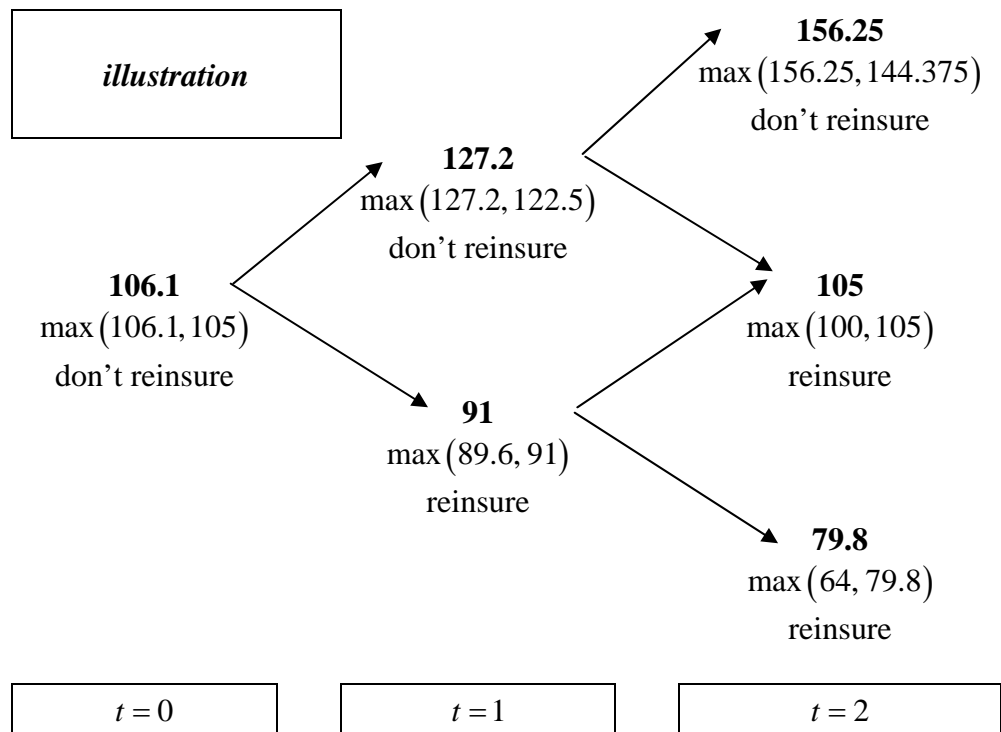 illustration
156.25
max (156.25, 144.375)
don’t reinsure
127.2
max (127.2, 122.5)
don’t reinsure
106.1
max (106.1, 105)
don’t reinsure
105
max (100, 105)
reinsure
91
max (89.6, 91)
reinsure
79.8
max (64, 79.8)
reinsure
t = 0
t = 1
t = 2